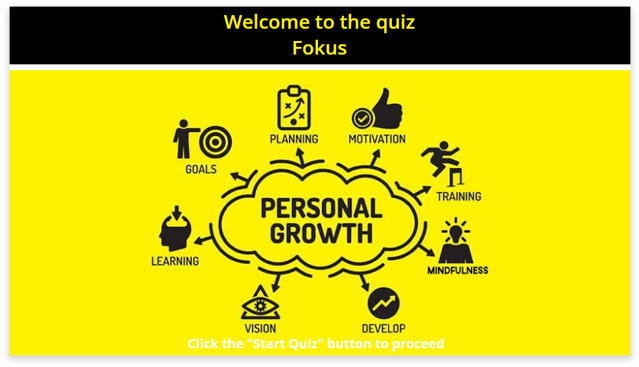 Welcome to the quiz
Fokus
PLANNING
MOTIVATION
GOALS
TRAINING
PERSONAL
GROWTH
LEARNING
MINDFULNESS
VISION
DEVELOP
Click the "Start Quiz" button to proceed